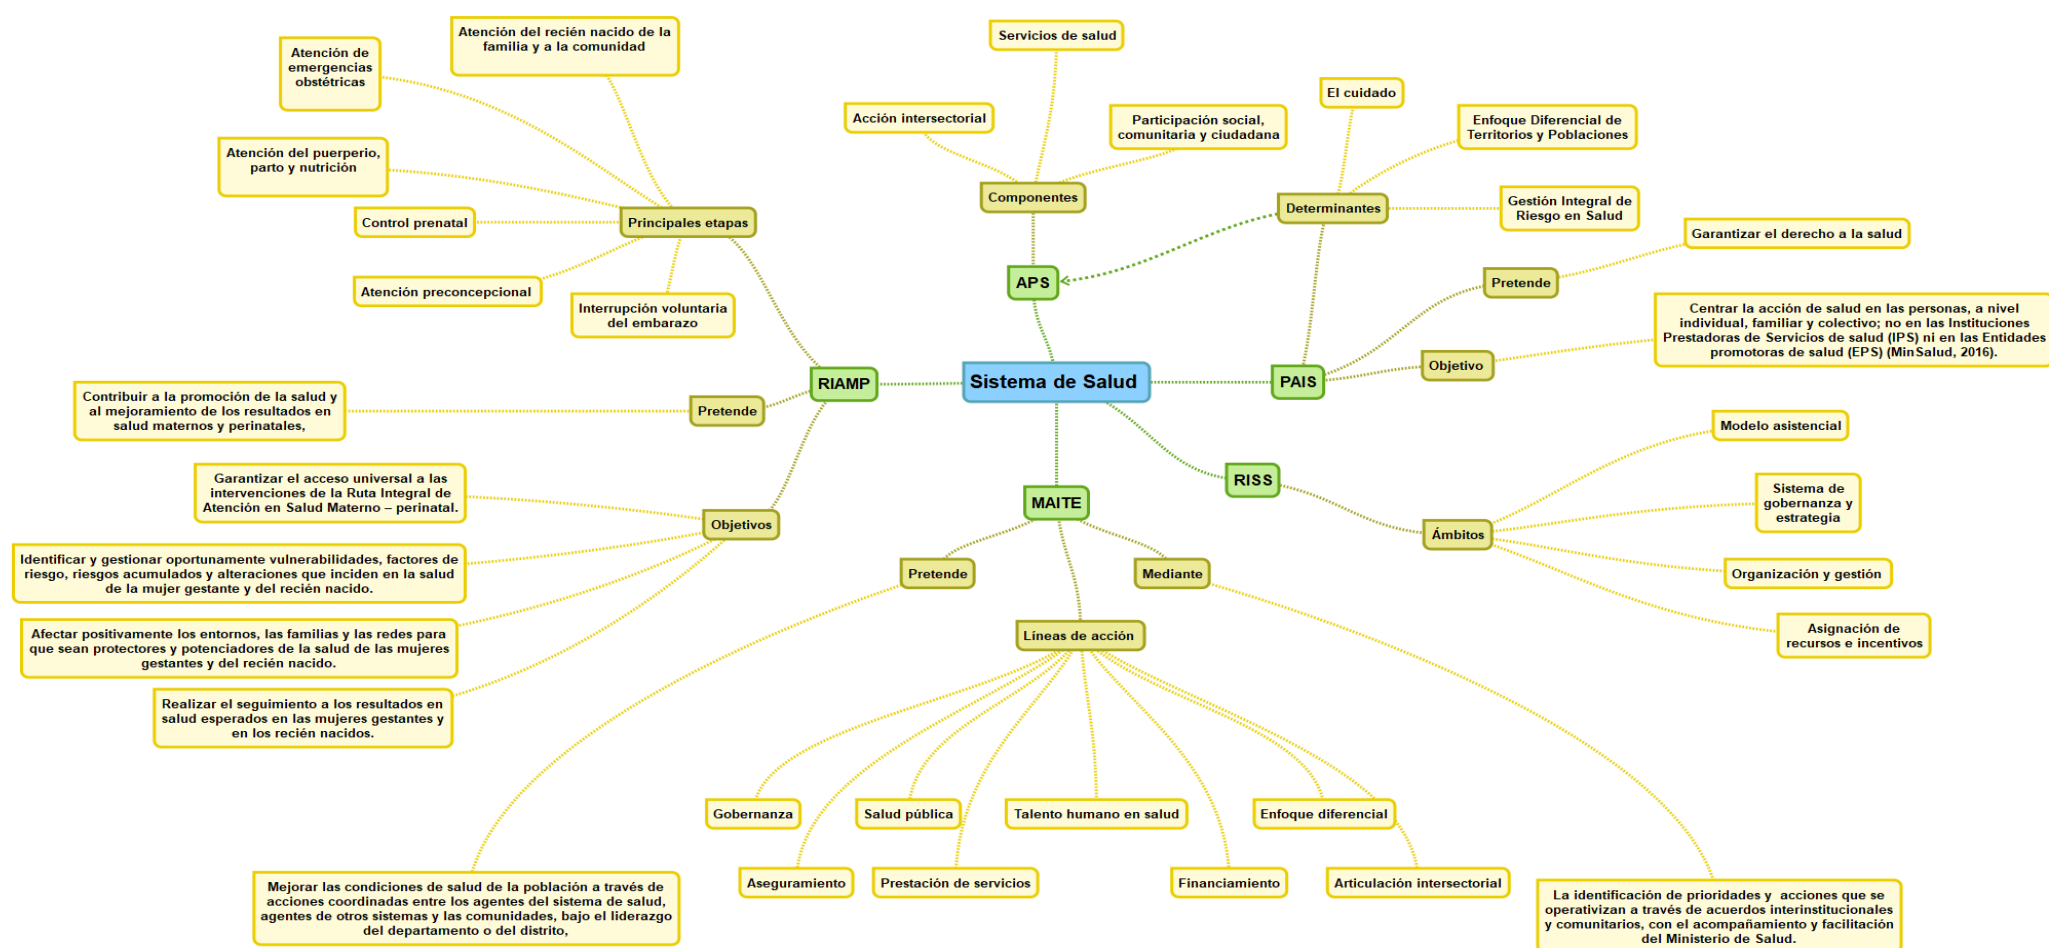 Sistema de Salud
APS
Componentes
Acción intersectorial
Servicios de salud
Participación social,
comunitaria y ciudadana
PAIS
Determinantes
El cuidado
Enfoque Diferencial de
Territorios y Poblaciones
Gestión Integral de
Riesgo en Salud
Pretende
Garantizar el derecho a la salud
Objetivo
Centrar la acción de salud en las personas, a nivel
individual, familiar y colectivo; no en las Instituciones
Prestadoras de Servicios de salud (IPS) ni en las Entidades
promotoras de salud (EPS) (MinSalud, 2016).
RISS
Ámbitos
Modelo asistencial
Sistema de
gobernanza y
estrategia
Organización y gestión
Asignación de
recursos e incentivos
MAITE
Pretende
Mejorar las condiciones de salud de la población a través de
acciones coordinadas entre los agentes del sistema de salud,
agentes de otros sistemas y las comunidades, bajo el liderazgo
del departamento o del distrito,
Líneas de acción
Gobernanza
Aseguramiento
Salud pública
Prestación de servicios
Talento humano en salud
Financiamiento
Enfoque diferencial
Articulación intersectorial
Mediante
La identificación de prioridades y acciones que se
operativizan a través de acuerdos interinstitucionales
y comunitarios, con el acompañamiento y facilitación
del Ministerio de Salud.
RIAMP
Principales etapas
Atención del recién nacido de la
familia y a la comunidad
Atención de
emergencias
obstétricas
Atención del puerperio,
parto y nutrición
Control prenatal
Atención preconcepcional
Interrupción voluntaria
del embarazo
Pretende
Contribuir a la promoción de la salud y
al mejoramiento de los resultados en
salud maternos y perinatales,
Objetivos
Garantizar el acceso universal a las
intervenciones de la Ruta Integral de
Atención en Salud Materno – perinatal.
Identificar y gestionar oportunamente vulnerabilidades, factores de
riesgo, riesgos acumulados y alteraciones que inciden en la salud
de la mujer gestante y del recién nacido.
Afectar positivamente los entornos, las familias y las redes para
que sean protectores y potenciadores de la salud de las mujeres
gestantes y del recién nacido.
Realizar el seguimiento a los resultados en
salud esperados en las mujeres gestantes y
en los recién nacidos.